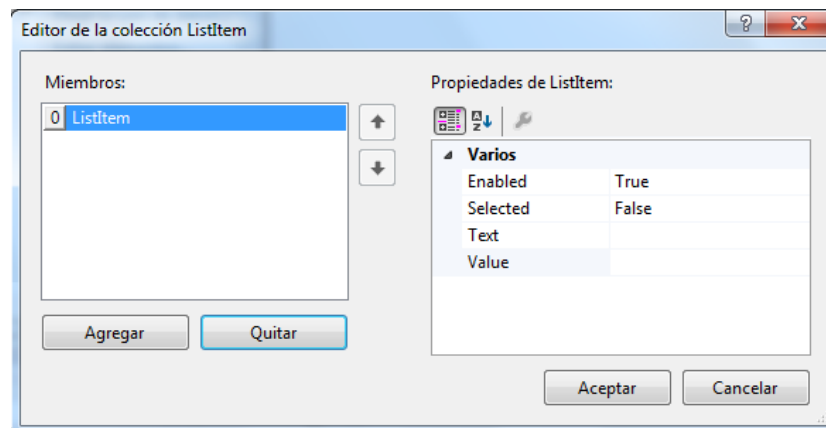 Editor de la colección ListItem
Miembros:
0 ListItem
Agregar
Quitar
Propiedades de ListItem:
Varios
Enabled True
Selected False
Text
Value
Aceptar
Cancelar